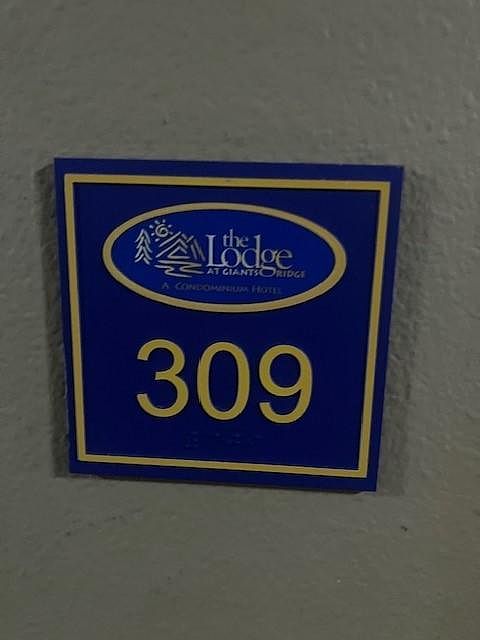 the
Lodge
AT GIANTS RIDGE
A CONDOMINIUM HOTEL
309